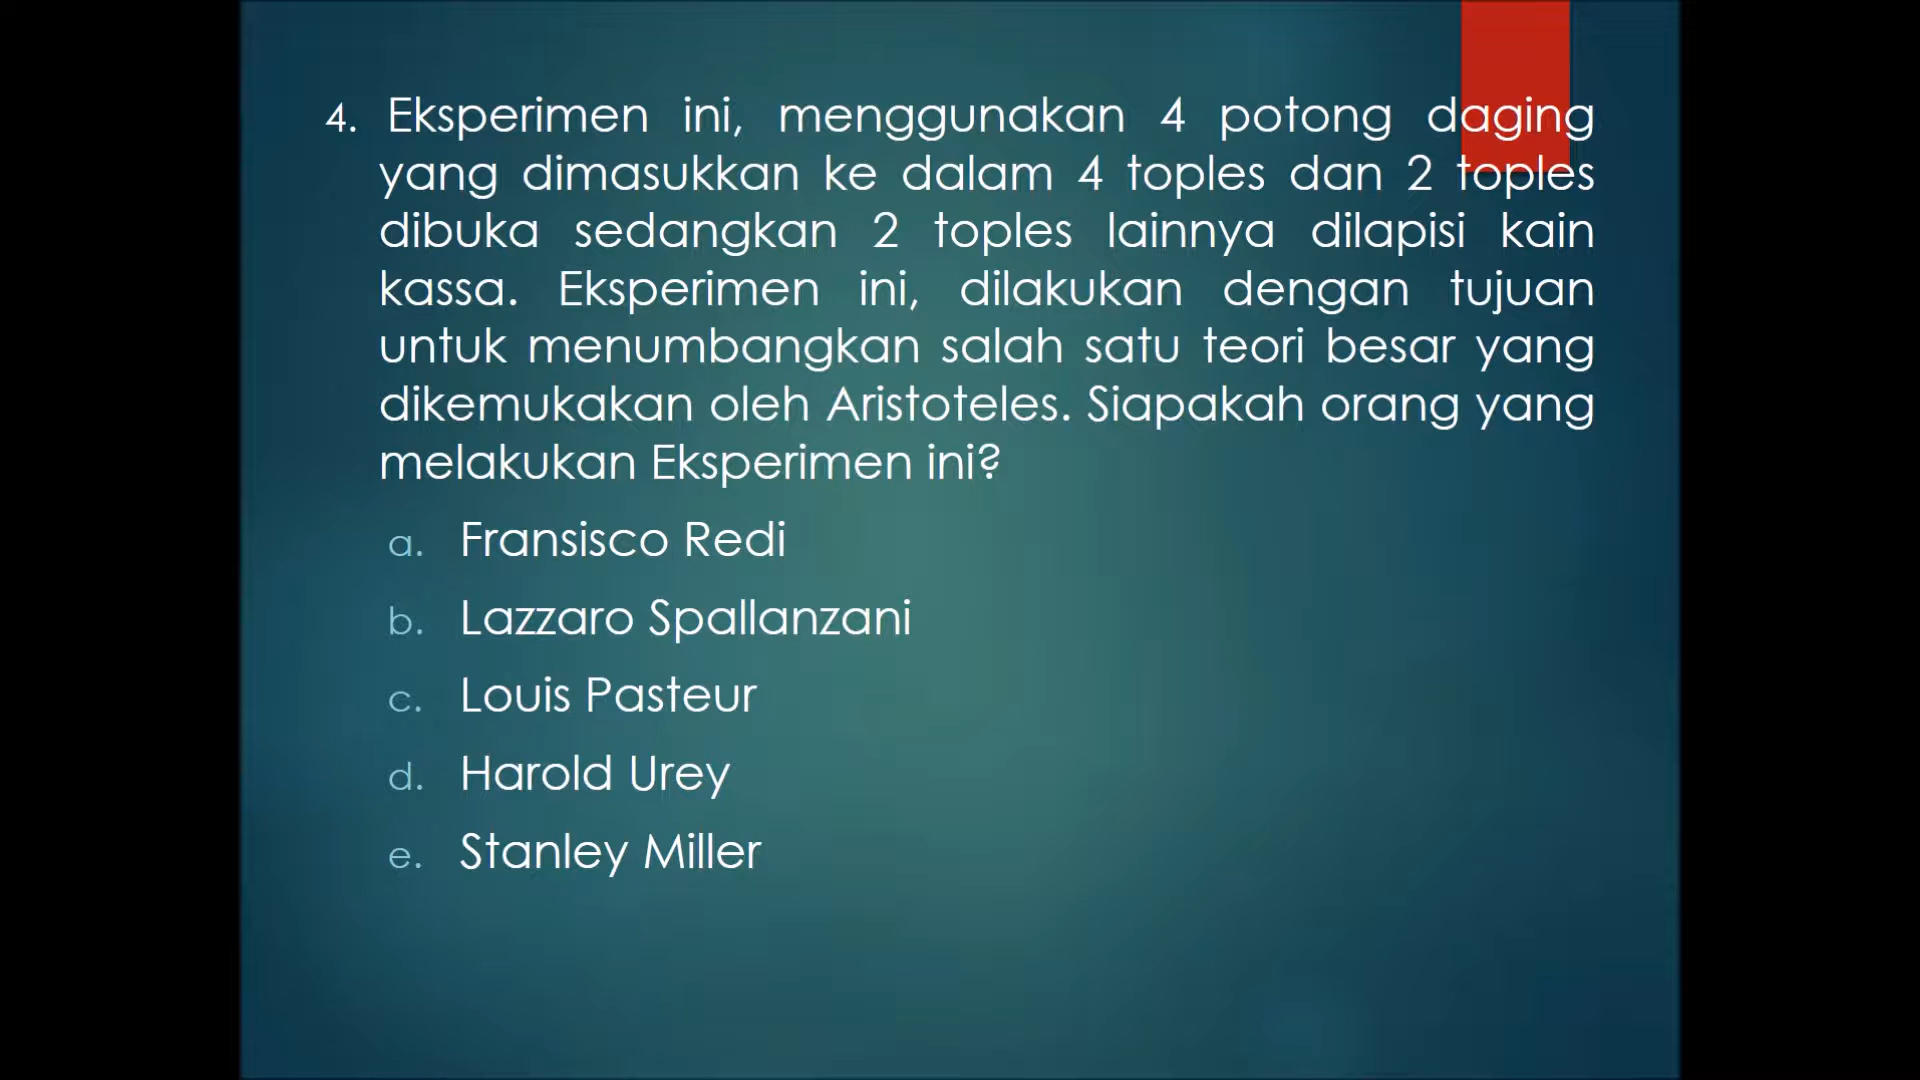 4. Eksperimen ini, menggunakan 4 potong daging
yang dimasukkan ke dalam 4 toples dan 2 toples
dibuka sedangkan 2 toples lainnya dilapisi kain
kassa. Eksperimen ini, dilakukan dengan tujuan
untuk menumbangkan salah satu teori besar yang
dikemukakan oleh Aristoteles. Siapakah orang yang
melakukan Eksperimen ini?
a. Fransisco Redi
b. Lazzaro Spallanzani
c. Louis Pasteur
d. Harold Urey
e. Stanley Miller